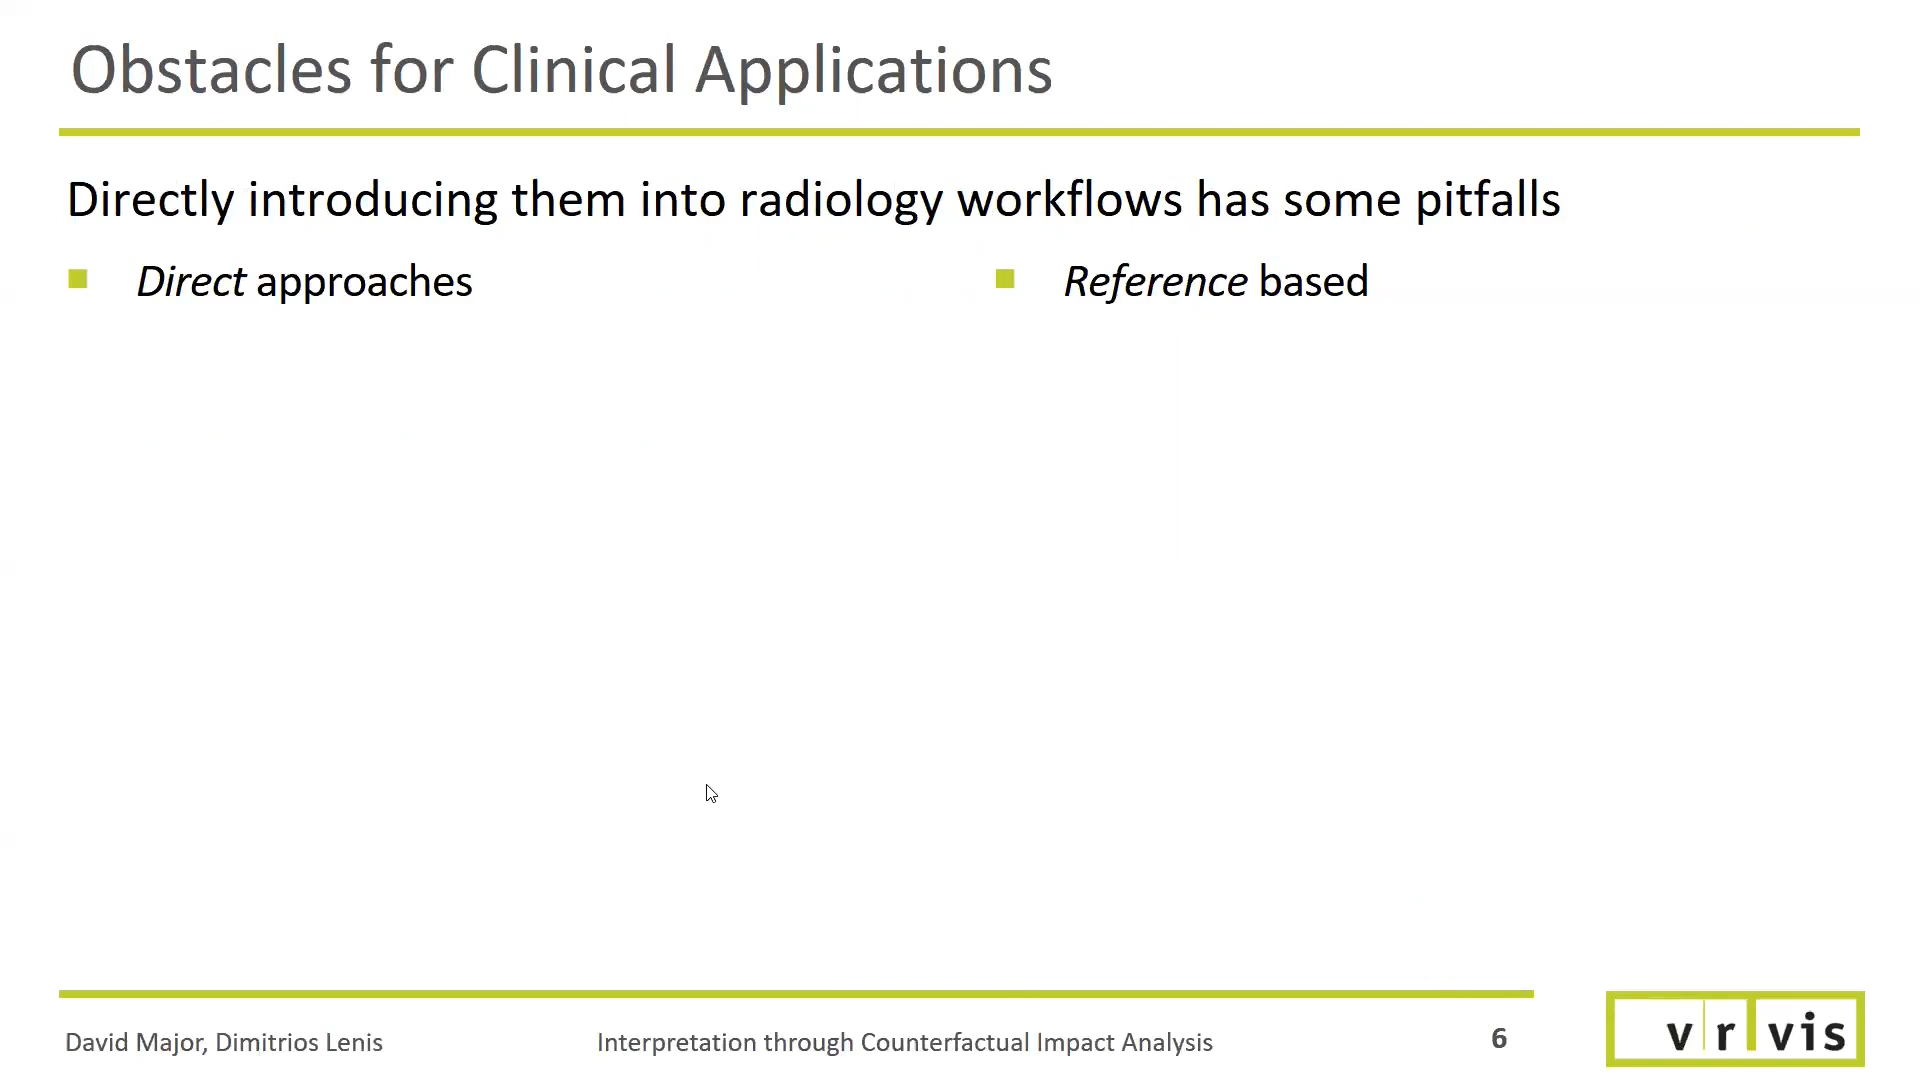 Obstacles for Clinical Applications
Directly introducing them into radiology workflows has some pitfalls
Direct approaches
Reference based
David Major, Dimitrios Lenis
Interpretation through Counterfactual Impact Analysis
6
vrvis